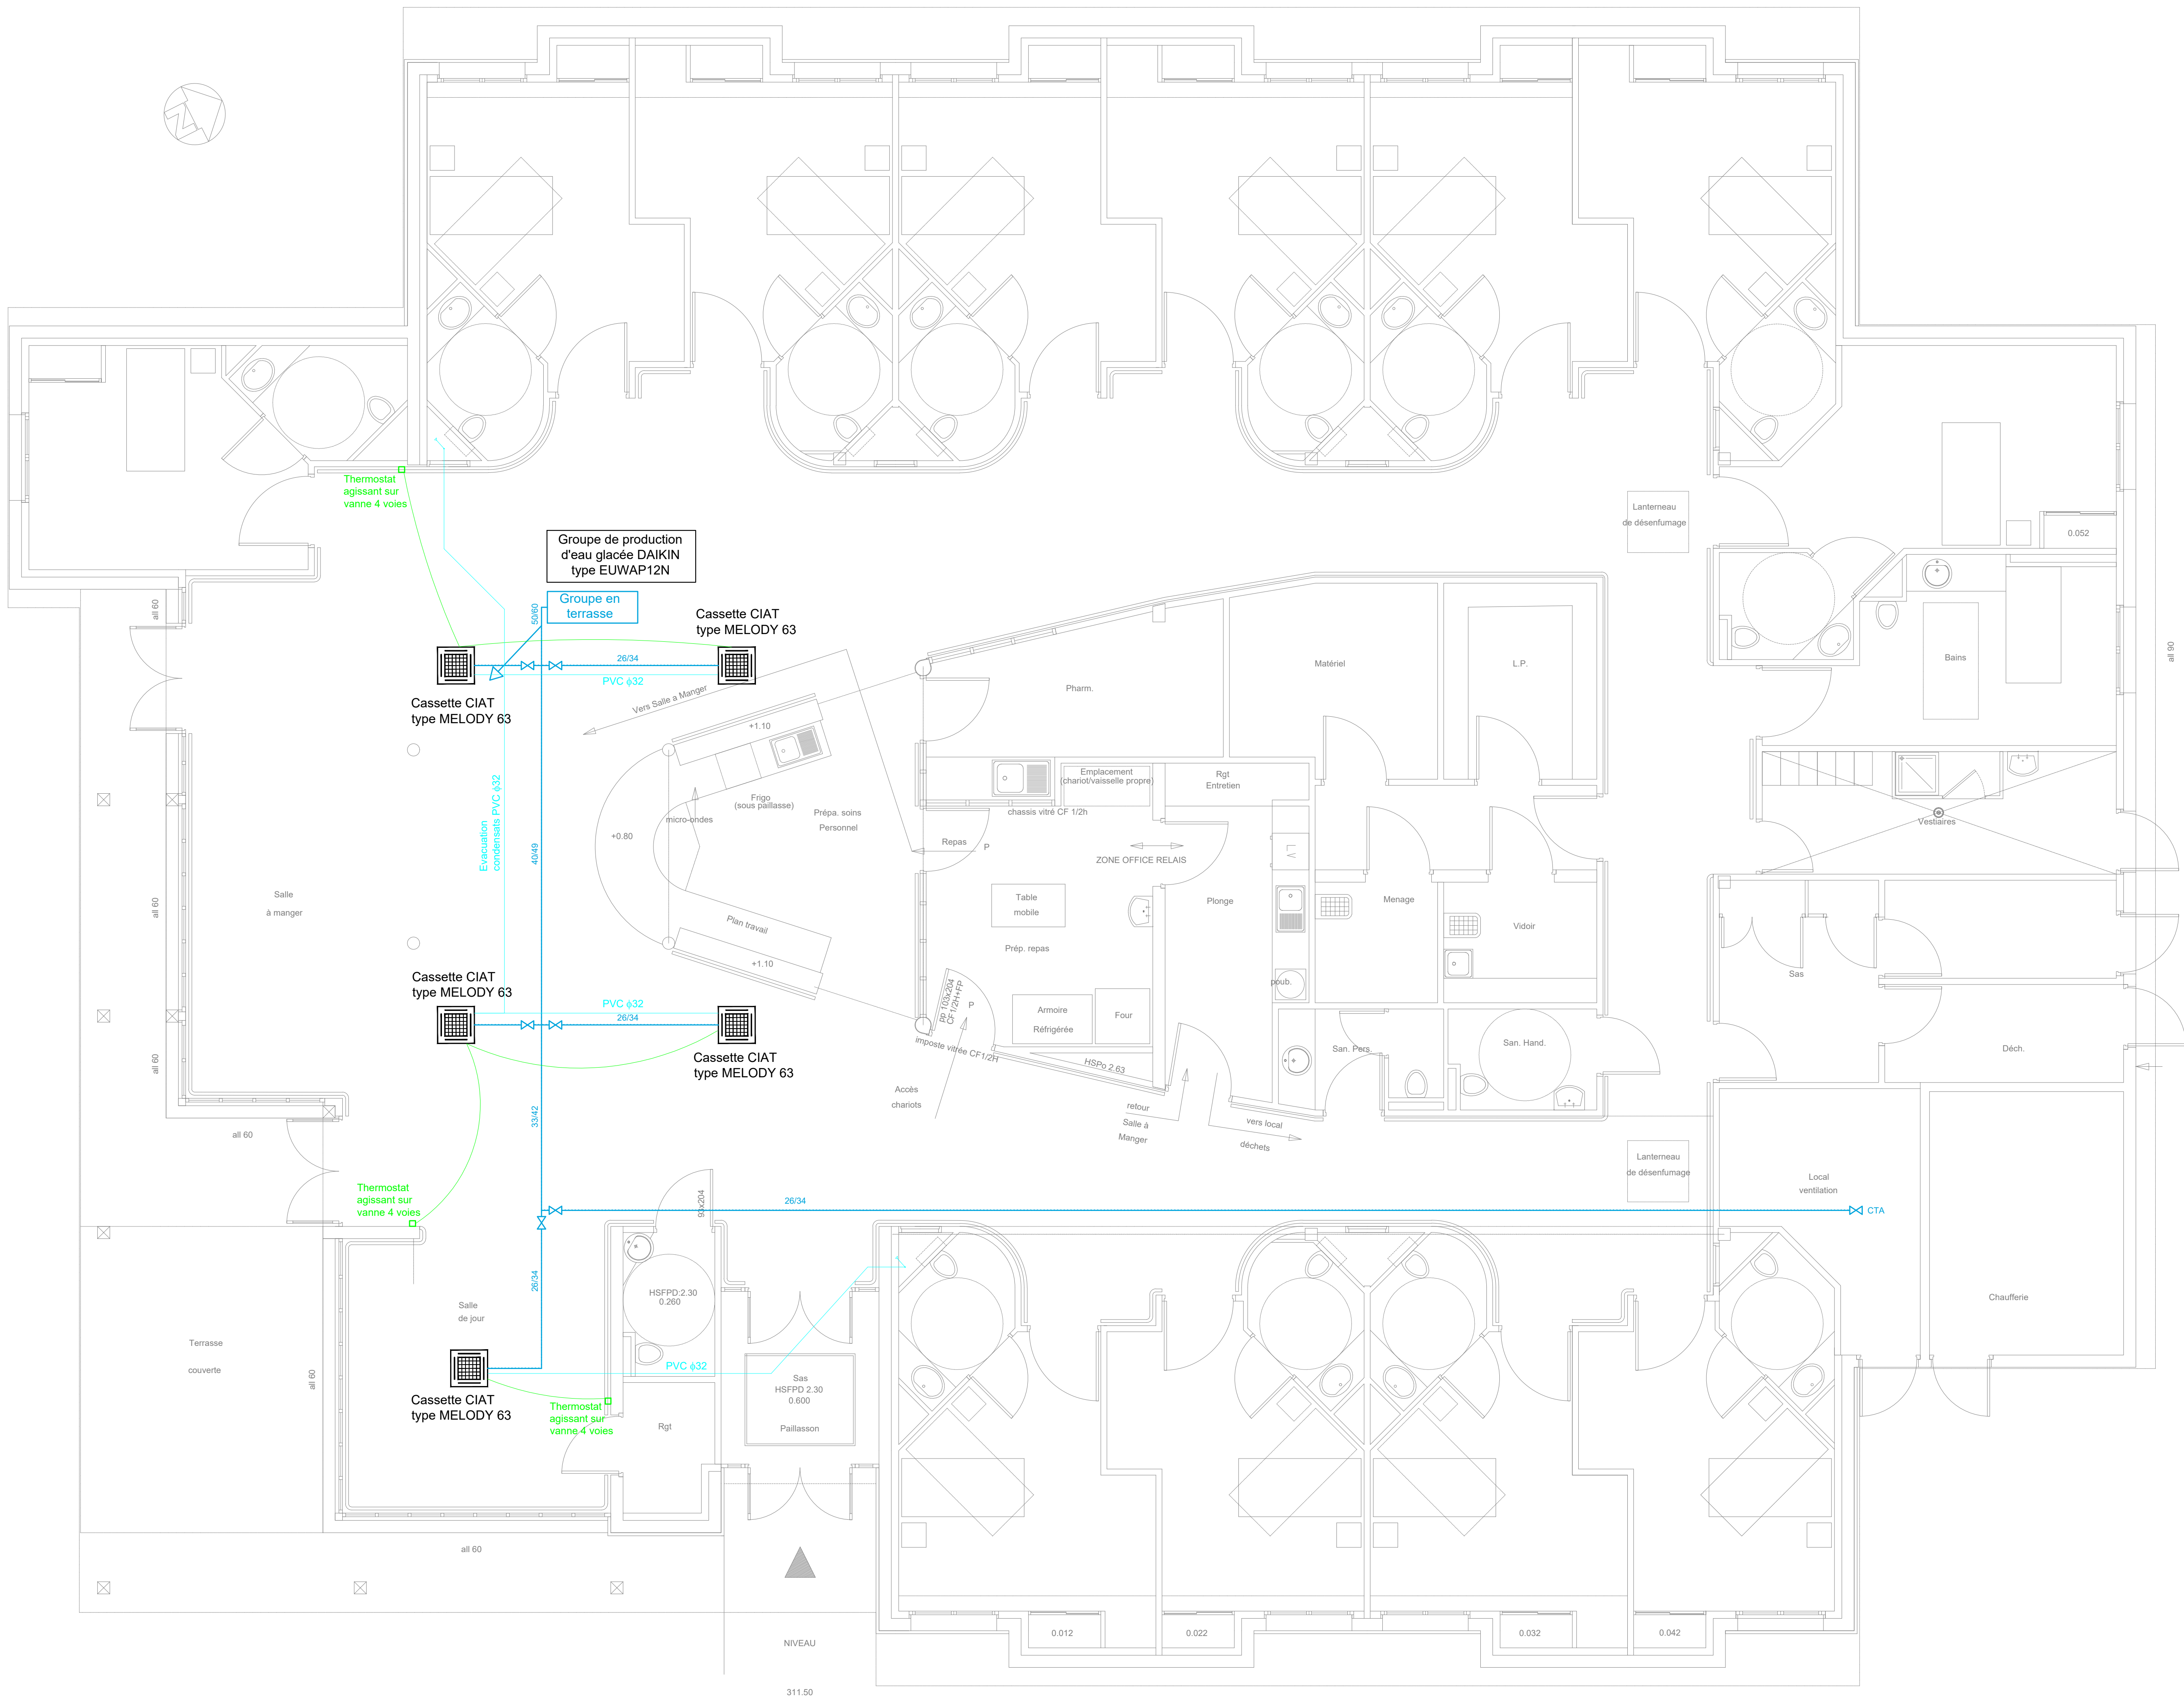 Thermostat
agissant sur
vanne 4 voies
Groupe de production
d'eau glacée DAIKIN
type EUWAP12N
Groupe en
terrasse
50/60
Cassette CIAT
type MELODY 63
Cassette CIAT
type MELODY 63
26/34
PVC ϕ32
Vers Salle a Manger
+1.10
Frigo
(sous paillasse)
micro-ondes
Prépa. soins
Personnel
+0.80
Plan travail
+1.10
Evacuation
condensats PVC ϕ32
40/49
Salle
à manger
all 60
all 60
all 60
all 60
Cassette CIAT
type MELODY 63
PVC ϕ32
26/34
Cassette CIAT
type MELODY 63
33/42
Thermostat
agissant sur
vanne 4 voies
26/34
26/34
CTA
Pharm.
Matériel
L.P.
Emplacement
(chariot/vaisselle propre)
Rgt
Entretien
chassis vitré CF 1/2h
Repas
P
ZONE OFFICE RELAIS
L V
Table
mobile
Plonge
Menage
Vidoir
Prép. repas
poub.
pp 103x204
CF1/2H+FP
P
Armoire
Réfrigérée
Four
imposte vitrée CF1/2H
HSPo 2.63
San. Pers.
San. Hand.
Accès
chariots
retour
Salle à
Manger
vers local
déchets
Lanterneau
de désenfumage
0.052
Bains
all 90
Vestiaires
Sas
Déch.
Lanterneau
de désenfumage
Local
ventilation
Chaufferie
93x204
HSFPD:2.30
0.260
Salle
de jour
Terrasse
couverte
all 60
Cassette CIAT
type MELODY 63
PVC ϕ32
Thermostat
agissant sur
vanne 4 voies
Rgt
Sas
HSFPD 2.30
0.600
Paillasson
all 60
NIVEAU
311.50
0.012
0.022
0.032
0.042